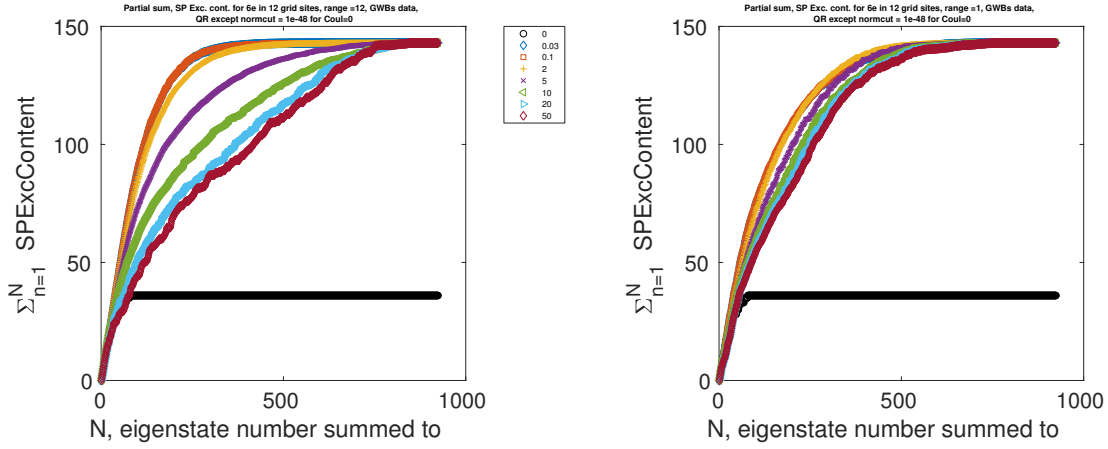 Partial sum, SP Exc. cont. for 6e in 12 grid sites, range =12, GWBs data,
QR except normcut = 1e-48 for Coul=0
150
100
50
0
0
500
1000
N, eigenstate number summed to
Σ_{n=1}^{N} SPExcContent
0
0.03
0.1
2
5
10
20
50
Partial sum, SP Exc. cont. for 6e in 12 grid sites, range =1, GWBs data,
QR except normcut = 1e-48 for Coul=0
150
100
50
0
0
500
1000
N, eigenstate number summed to
Σ_{n=1}^{N} SPExcContent